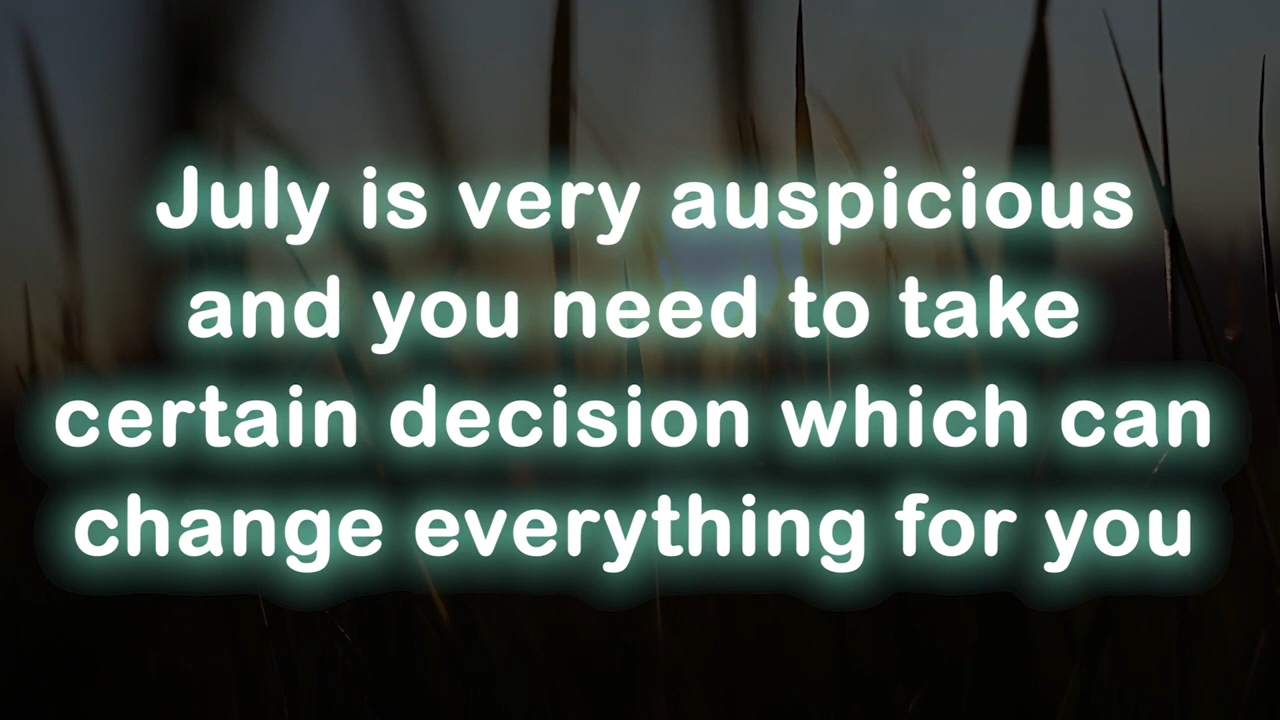 July is very auspicious
and you need to take
certain decision which can
change everything for you